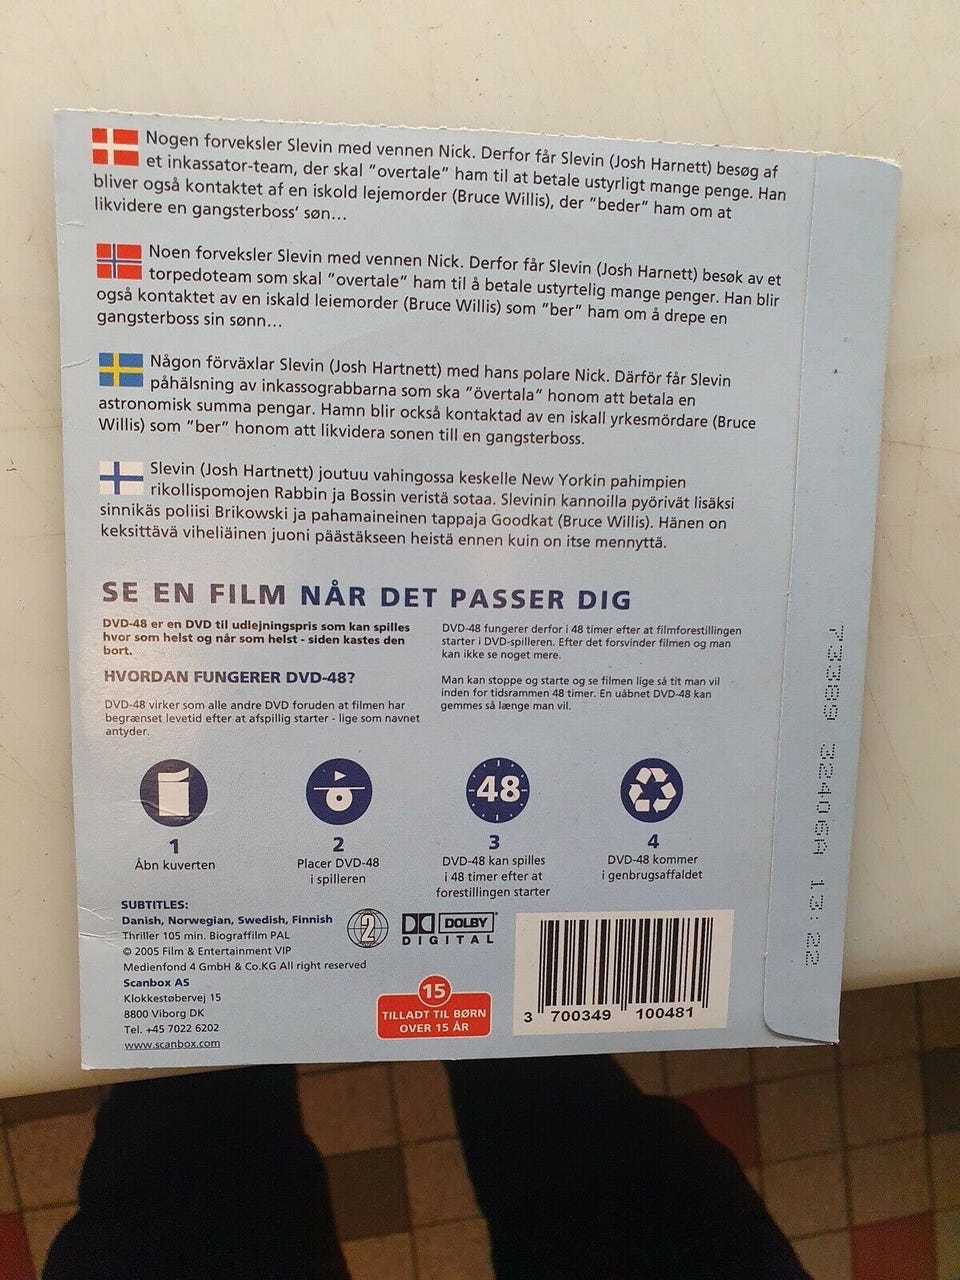 Nogen forveksler Slevin med vennen Nick. Derfor får Slevin (Josh Harnett) besøg af
et inkassator-team, der skal "overtale" ham til at betale ustyrligt mange penge. Han
bliver også kontaktet af en iskold lejemorder (Bruce Willis), der "beder" ham om at
likvidere en gangsterboss' søn...
Noen forveksler Slevin med vennen Nick. Derfor får Slevin (Josh Harnett) besøk av et
torpedoteam som skal "overtale" ham til å betale ustyrtelig mange penger. Han blir
også kontaktet av en iskald leiemorder (Bruce Willis) som "ber" ham om å drepe en
gangsterboss sin sønn...
Någon förväxlar Slevin (Josh Hartnett) med hans polare Nick. Därför får Slevin
påhälsning av inkassograbbarna som ska "övertala" honom att betala en
astronomisk summa pengar. Hamn blir också kontaktad av en iskall yrkesmördare (Bruce
Willis) som "ber" honom att likvidera sonen till en gangsterboss.
Slevin (Josh Hartnett) joutuu vahingossa keskelle New Yorkin pahimpien
rikollispomojen Rabbin ja Bossin veristä sotaa. Slevinin kannoilla pyörivät lisäksi
sinnikäs poliisi Brikowski ja pahamaineinen tappaja Goodkat (Bruce Willis). Hänen on
keksittävä viheliäinen juoni päästäkseen heistä ennen kuin on itse mennyttä.
SE EN FILM NÅR DET PASSER DIG
DVD-48 er en DVD til udlejningspris som kan spilles
hvor som helst og når som helst - siden kastes den
bort.
HVORDAN FUNGERER DVD-48?
DVD-48 virker som alle andre DVD foruden at filmen har
begrænset levetid efter at afspillig starter - lige som navnet
antyder.
DVD-48 fungerer derfor i 48 timer efter at filmforestillingen
starter i DVD-spilleren. Efter det forsvinder filmen og man
kan ikke se noget mere.
Man kan stoppe og starte og se filmen lige så tit man vil
inden for tidsrammen 48 timer. En uåbnet DVD-48 kan
gemmes så længe man vil.
48
1
Åbn kuverten
2
Placer DVD-48
i spilleren
3
DVD-48 kan spilles
i 48 timer efter at
forestillingen starter
4
DVD-48 kommer
i genbrugsaffaldet
SUBTITLES:
Danish, Norwegian, Swedish, Finnish
Thriller 105 min. Biograffilm PAL
© 2005 Film & Entertainment VIP
Medienfond 4 GmbH & Co.KG All right reserved
Scanbox AS
Klokkestøbervej 15
8800 Viborg DK
Tel. +45 7022 6202
www.scanbox.com
2
DOLBY
DIGITAL
15
TILLADT TIL BØRN
OVER 15 ÅR
3 700349 100481
73389 32406A 13:22